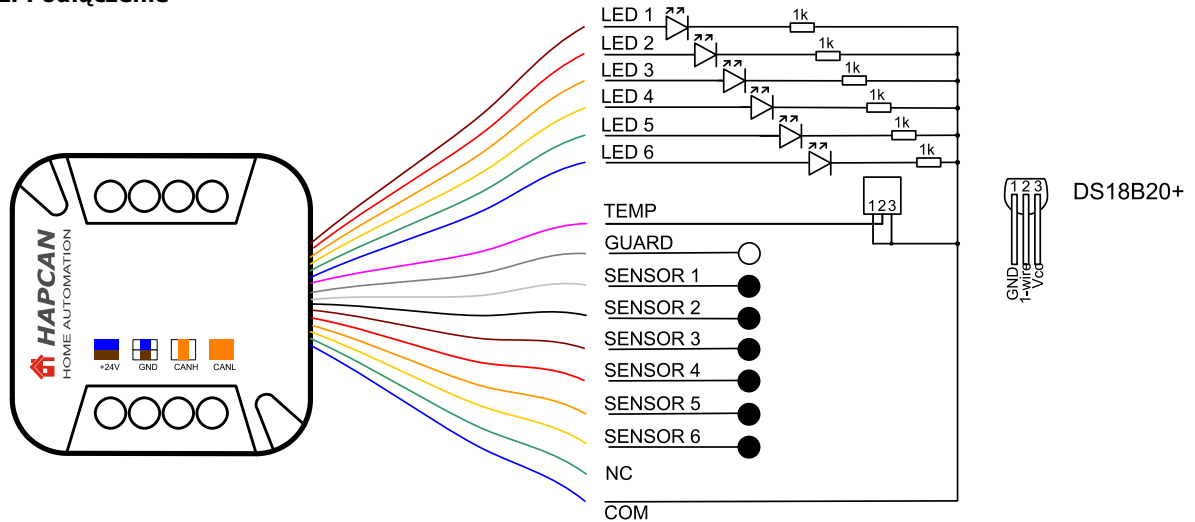 LED 1
1k
LED 2
1k
LED 3
1k
LED 4
1k
LED 5
1k
LED 6
1k
TEMP
1 2 3
GUARD
SENSOR 1
SENSOR 2
SENSOR 3
SENSOR 4
SENSOR 5
SENSOR 6
NC
COM
HAPCAN
HOME AUTOMATION
+24V
GND
CANH
CANL
1 2 3
DS18B20+
GND
1-wire
Vcc